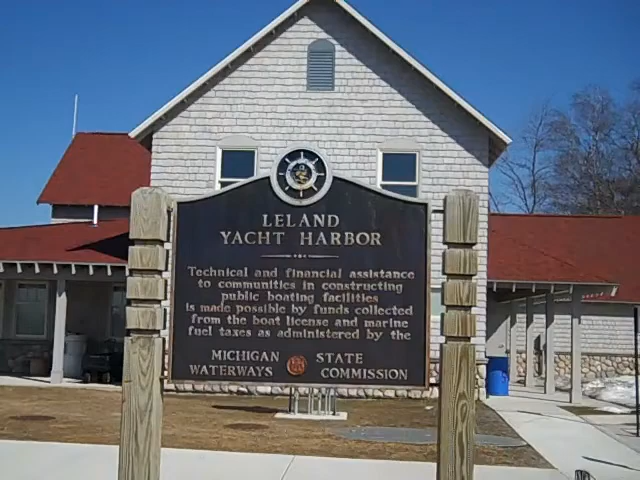 LELAND
YACHT HARBOR
Technical and financial assistance
to communities in constructing
public boating facilities
is made possible by funds collected
from the boat license and marine
fuel taxes as administered by the
MICHIGAN STATE
WATERWAYS COMMISSION